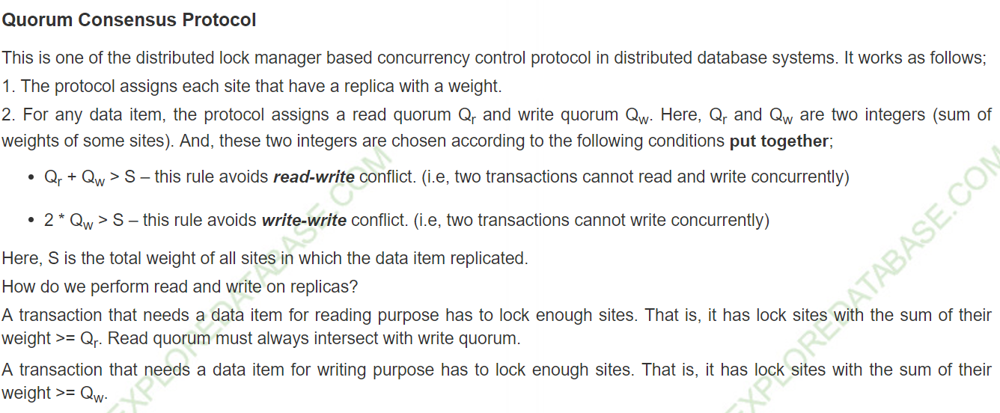 Quorum Consensus Protocol
This is one of the distributed lock manager based concurrency control protocol in distributed database systems. It works as follows;
1. The protocol assigns each site that have a replica with a weight.
2. For any data item, the protocol assigns a read quorum Qr and write quorum Qw. Here, Qr and Qw are two integers (sum of
weights of some sites). And, these two integers are chosen according to the following conditions put together;
• Qr + Qw > S – this rule avoids read-write conflict. (i.e, two transactions cannot read and write concurrently)
• 2 * Qw > S – this rule avoids write-write conflict. (i.e, two transactions cannot write concurrently)
Here, S is the total weight of all sites in which the data item replicated.
How do we perform read and write on replicas?
A transaction that needs a data item for reading purpose has to lock enough sites. That is, it has lock sites with the sum of their
weight >= Qr. Read quorum must always intersect with write quorum.
A transaction that needs a data item for writing purpose has to lock enough sites. That is, it has lock sites with the sum of their
weight >= Qw.
EXPLOREDATABASE.COM
EXPLOREDATABASE.COM